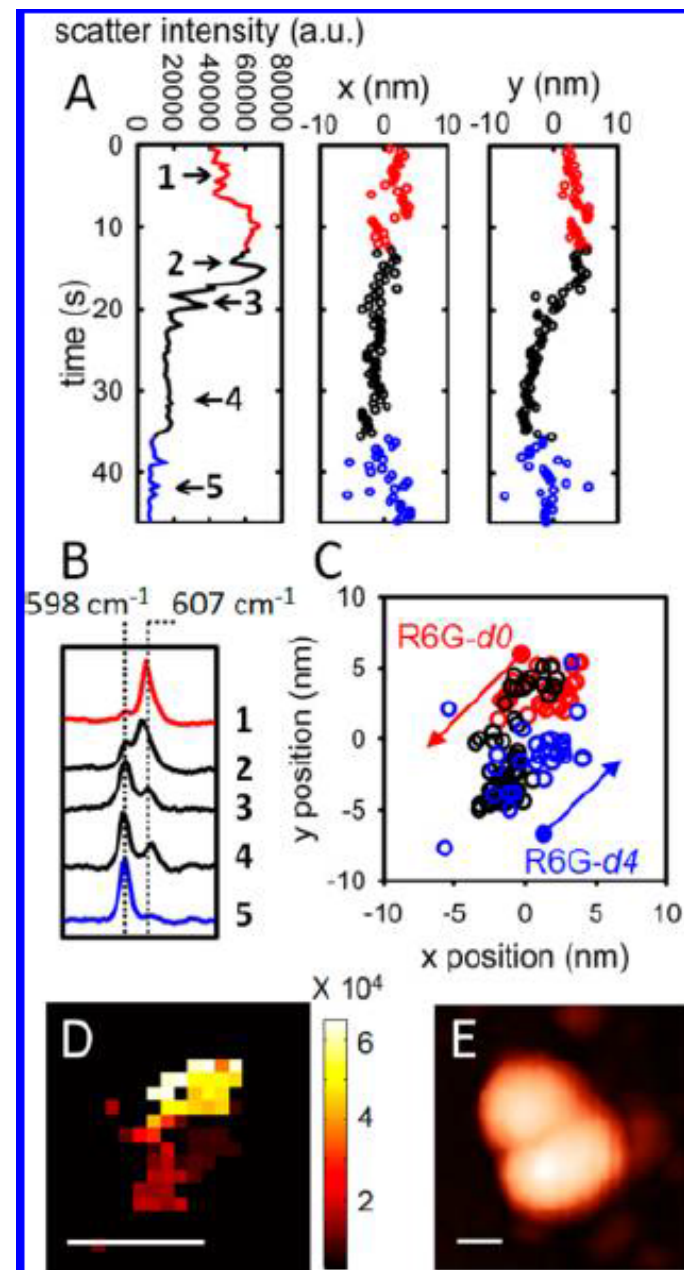 scatter intensity (a.u.)
A
0 20000 40000 60000 80000
x (nm)
y (nm)
-10 0 10
-10 0 10
0
10
20
30
40
time (s)
1
2
3
4
5
B
598 cm-1 607 cm-1
1
2
3
4
5
C
10
5
0
-5
-10
y position (nm)
R6G-d0
R6G-d4
-10 -5 0 5 10
x position (nm)
X 10^4
D
6
4
2
E